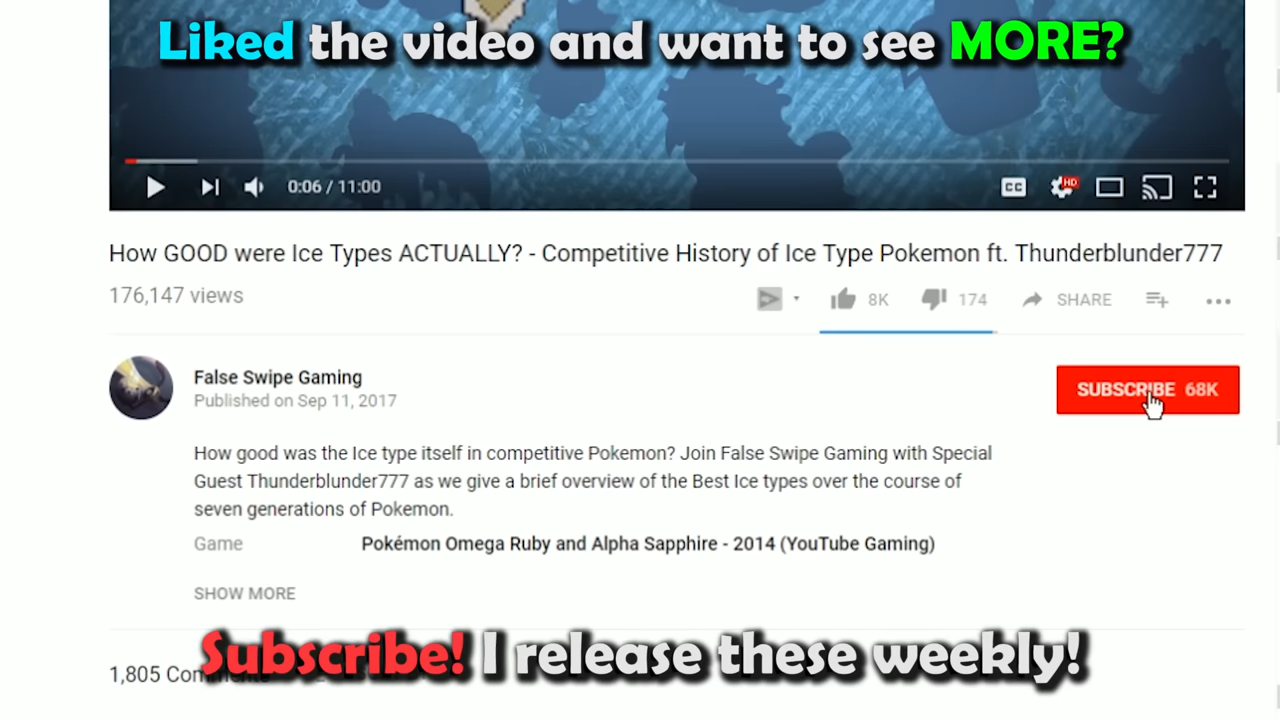 Liked the video and want to see MORE?
0:06 / 11:00
CC
HD
How GOOD were Ice Types ACTUALLY? - Competitive History of Ice Type Pokemon ft. Thunderblunder777
176,147 views
8K
174
SHARE
False Swipe Gaming
Published on Sep 11, 2017
SUBSCRIBE 68K
How good was the Ice type itself in competitive Pokemon? Join False Swipe Gaming with Special
Guest Thunderblunder777 as we give a brief overview of the Best Ice types over the course of
seven generations of Pokemon.
Game Pokémon Omega Ruby and Alpha Sapphire - 2014 (YouTube Gaming)
SHOW MORE
Subscribe! I release these weekly!
1,805 Comments